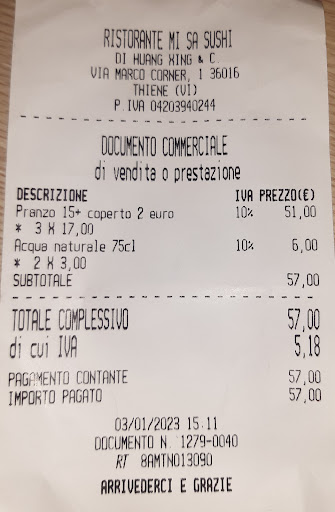 RISTORANTE MI SA SUSHI
DI HUANG XING & C.
VIA MARCO CORNER, 1 36016
THIENE (VI)
P.IVA 04203940244
DOCUMENTO COMMERCIALE
di vendita o prestazione
DESCRIZIONE IVA PREZZO(€)
Pranzo 15+ coperto 2 euro 10% 51,00
* 3 X 17,00
Acqua naturale 75cl 10% 6,00
* 2 X 3,00
SUBTOTALE 57,00
TOTALE COMPLESSIVO 57,00
di cui IVA 5,18
PAGAMENTO CONTANTE 57,00
IMPORTO PAGATO 57,00
03/01/2023 15.11
DOCUMENTO N. 1279-0040
RT 8AMTN013090
ARRIVEDERCI E GRAZIE